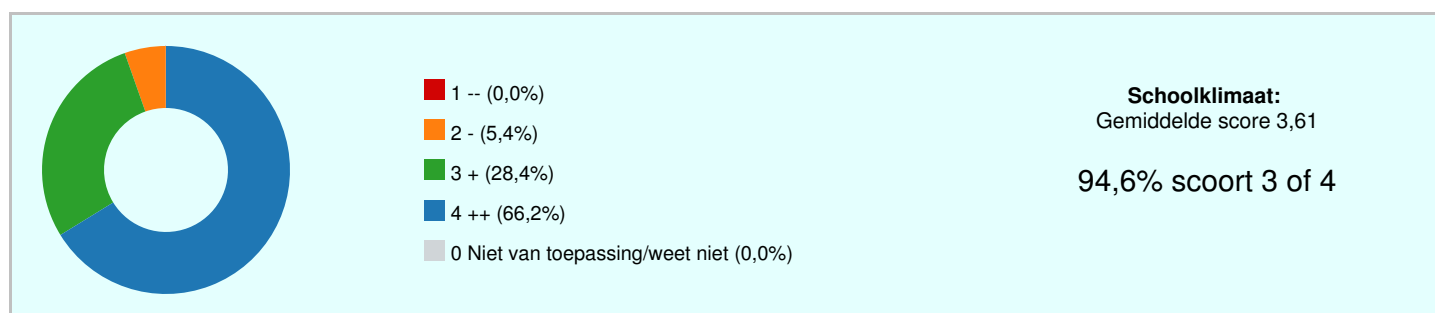 1 -- (0,0%)
2 - (5,4%)
3 + (28,4%)
4 ++ (66,2%)
0 Niet van toepassing/weet niet (0,0%)
Schoolklimaat:
Gemiddelde score 3,61
94,6% scoort 3 of 4